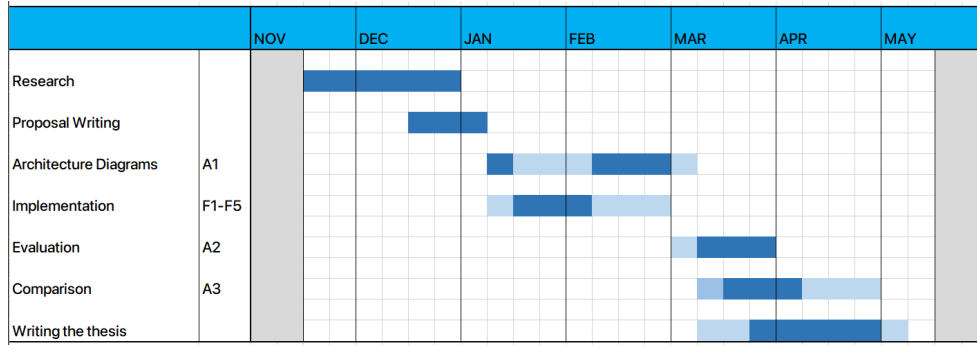 NOV DEC JAN FEB MAR APR MAY
Research
Proposal Writing
Architecture Diagrams A1
Implementation F1-F5
Evaluation A2
Comparison A3
Writing the thesis